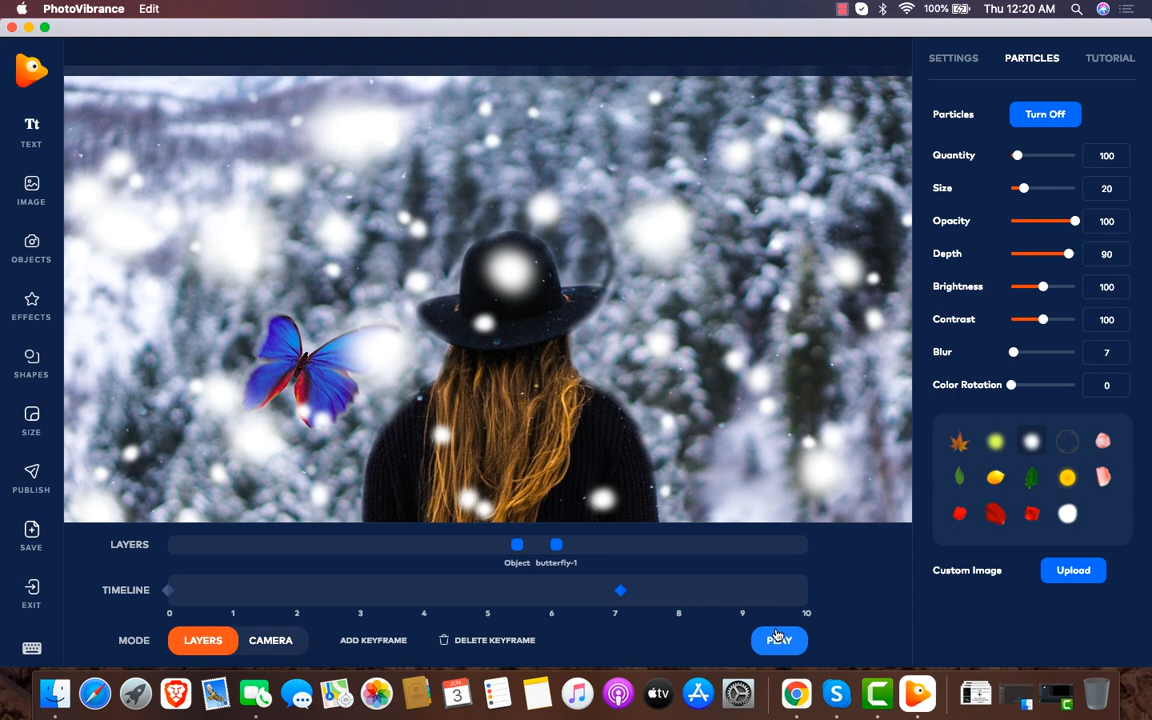 PhotoVibrance Edit 100% Thu 12:20 AM
SETTINGS PARTICLES TUTORIAL
Tt
TEXT
IMAGE
OBJECTS
EFFECTS
SHAPES
SIZE
PUBLISH
SAVE
EXIT
Particles Turn Off
Quantity 100
Size 20
Opacity 100
Depth 90
Brightness 100
Contrast 100
Blur 7
Color Rotation 0
Custom Image Upload
LAYERS
Object butterfly-1
TIMELINE
0 1 2 3 4 5 6 7 8 9 10
MODE LAYERS CAMERA ADD KEYFRAME DELETE KEYFRAME PLAY
JUN
3
tv